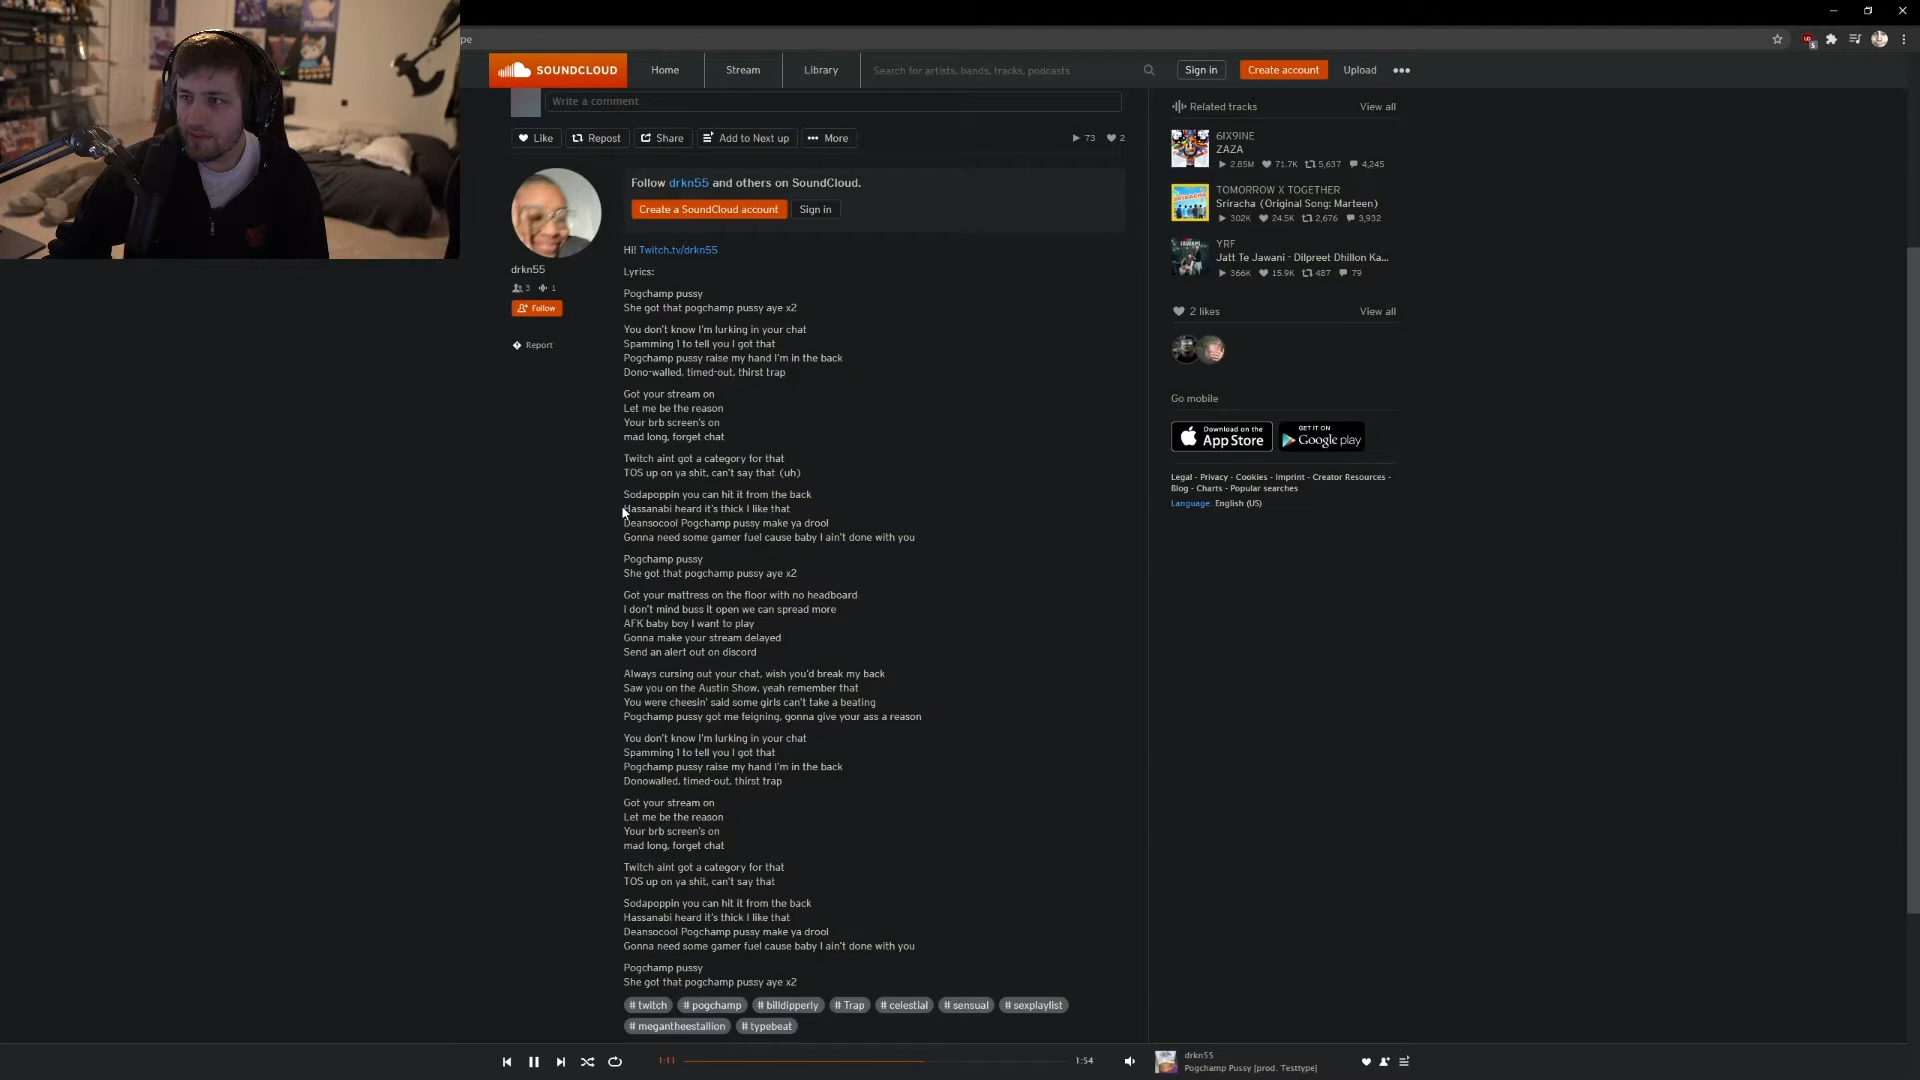 pe
SOUNDCLOUD
Home
Stream
Library
Search for artists, bands, tracks, podcasts
Sign in
Create account
Upload
Write a comment
Like
Repost
Share
Add to Next up
More
73
2
Follow drkn55 and others on SoundCloud.
Create a SoundCloud account
Sign in
drkn55
3
1
Follow
Report
Hi! Twitch.tv/drkn55
Lyrics:
Pogchamp pussy
She got that pogchamp pussy aye x2
You don't know I'm lurking in your chat
Spamming 1 to tell you I got that
Pogchamp pussy raise my hand I'm in the back
Dono-walled, timed-out, thirst trap
Got your stream on
Let me be the reason
Your brb screen's on
mad long, forget chat
Twitch aint got a category for that
TOS up on ya shit, can't say that (uh)
Sodapoppin you can hit it from the back
Hassanabi heard it's thick I like that
Deansocool Pogchamp pussy make ya drool
Gonna need some gamer fuel cause baby I ain't done with you
Pogchamp pussy
She got that pogchamp pussy aye x2
Got your mattress on the floor with no headboard
I don't mind buss it open we can spread more
AFK baby boy I want to play
Gonna make your stream delayed
Send an alert out on discord
Always cursing out your chat, wish you'd break my back
Saw you on the Austin Show, yeah remember that
You were cheesin' said some girls can't take a beating
Pogchamp pussy got me feigning, gonna give your ass a reason
You don't know I'm lurking in your chat
Spamming 1 to tell you I got that
Pogchamp pussy raise my hand I'm in the back
Donowalled, timed-out, thirst trap
Got your stream on
Let me be the reason
Your brb screen's on
mad long, forget chat
Twitch aint got a category for that
TOS up on ya shit, can't say that
Sodapoppin you can hit it from the back
Hassanabi heard it's thick I like that
Deansocool Pogchamp pussy make ya drool
Gonna need some gamer fuel cause baby I ain't done with you
Pogchamp pussy
She got that pogchamp pussy aye x2
# twitch # pogchamp # billdipperly # Trap # celestial # sensual # sexplaylist
# megantheestallion # typebeat
Related tracks
View all
6IX9INE
ZAZA
2.85M 71.7K 5,637 4,245
TOMORROW X TOGETHER
Sriracha (Original Song: Marteen)
302K 24.5K 2,676 3,932
YRF
Jatt Te Jawani - Dilpreet Dhillon Ka...
366K 15.9K 487 79
2 likes
View all
Go mobile
Download on the
App Store
GET IT ON
Google play
Legal - Privacy - Cookies - Imprint - Creator Resources -
Blog - Charts - Popular searches
Language: English (US)
1:11
1:54
drkn55
Pogchamp Pussy [prod. Testtype]